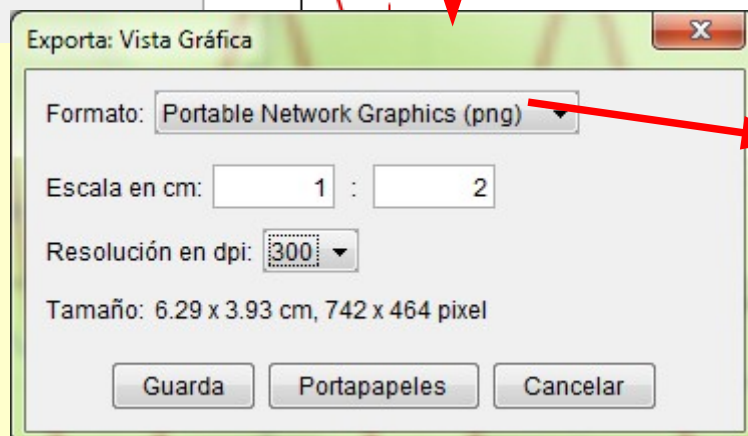 Exporta: Vista Gráfica
Formato: Portable Network Graphics (png)
Escala en cm: 1 : 2
Resolución en dpi: 300
Tamaño: 6.29 x 3.93 cm, 742 x 464 pixel
Guarda Portapapeles Cancelar